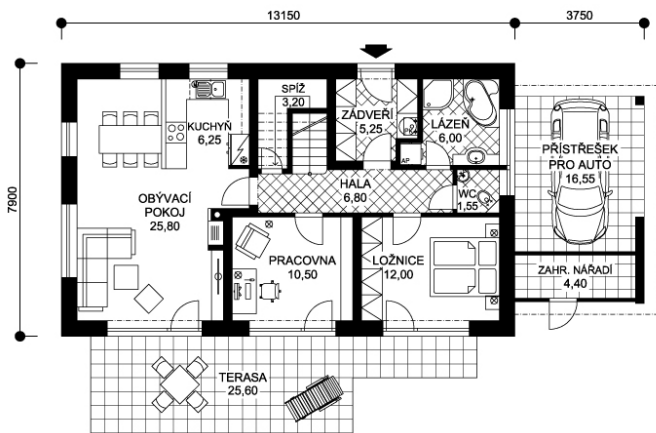 13150
3750
7900
SPÍŽ
3,20
ZÁDVEŘÍ
5,25
KUCHYŇ
6,25
LÁZEŇ
6,00
PR
AP
PŘÍSTŘEŠEK
PRO AUTO
16,55
HALA
6,80
WC
1,55
OBÝVACÍ
POKOJ
25,80
PRACOVNA
10,50
LOŽNICE
12,00
ZAHR. NÁŘADÍ
4,40
TERASA
25,60